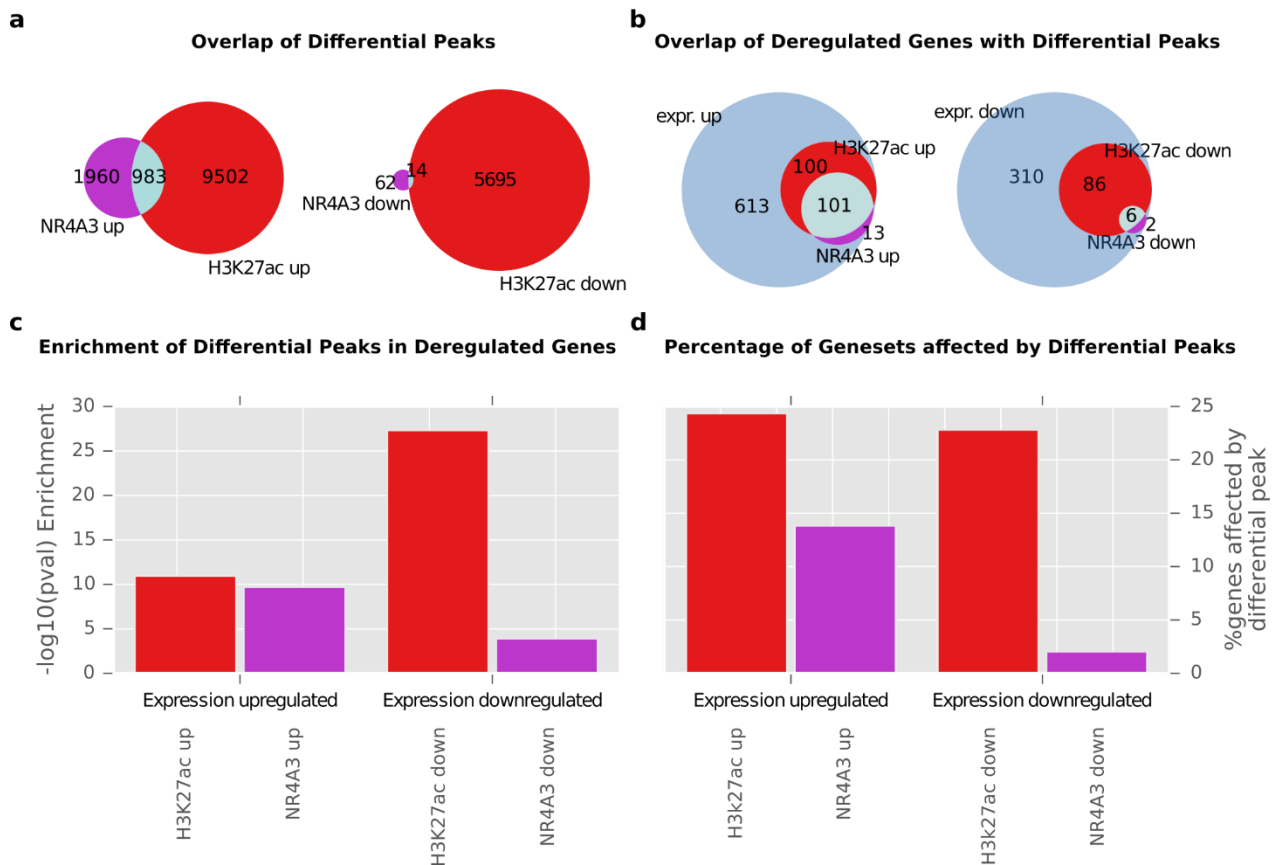 a
Overlap of Differential Peaks
1960
983
9502
NR4A3 up
H3K27ac up
62
14
5695
NR4A3 down
H3K27ac down
b
Overlap of Deregulated Genes with Differential Peaks
expr. up
H3K27ac up
100
613
101
13
NR4A3 up
expr. down
H3K27ac down
310
86
6
2
NR4A3 down
c
Enrichment of Differential Peaks in Deregulated Genes
-log10(pval) Enrichment
30
25
20
15
10
5
0
Expression upregulated
Expression downregulated
H3K27ac up
NR4A3 up
H3K27ac down
NR4A3 down
d
Percentage of Genesets affected by Differential Peaks
25
20
15
10
5
0
%genes affected by
differential peak
Expression upregulated
Expression downregulated
H3k27ac up
NR4A3 up
H3k27ac down
NR4A3 down